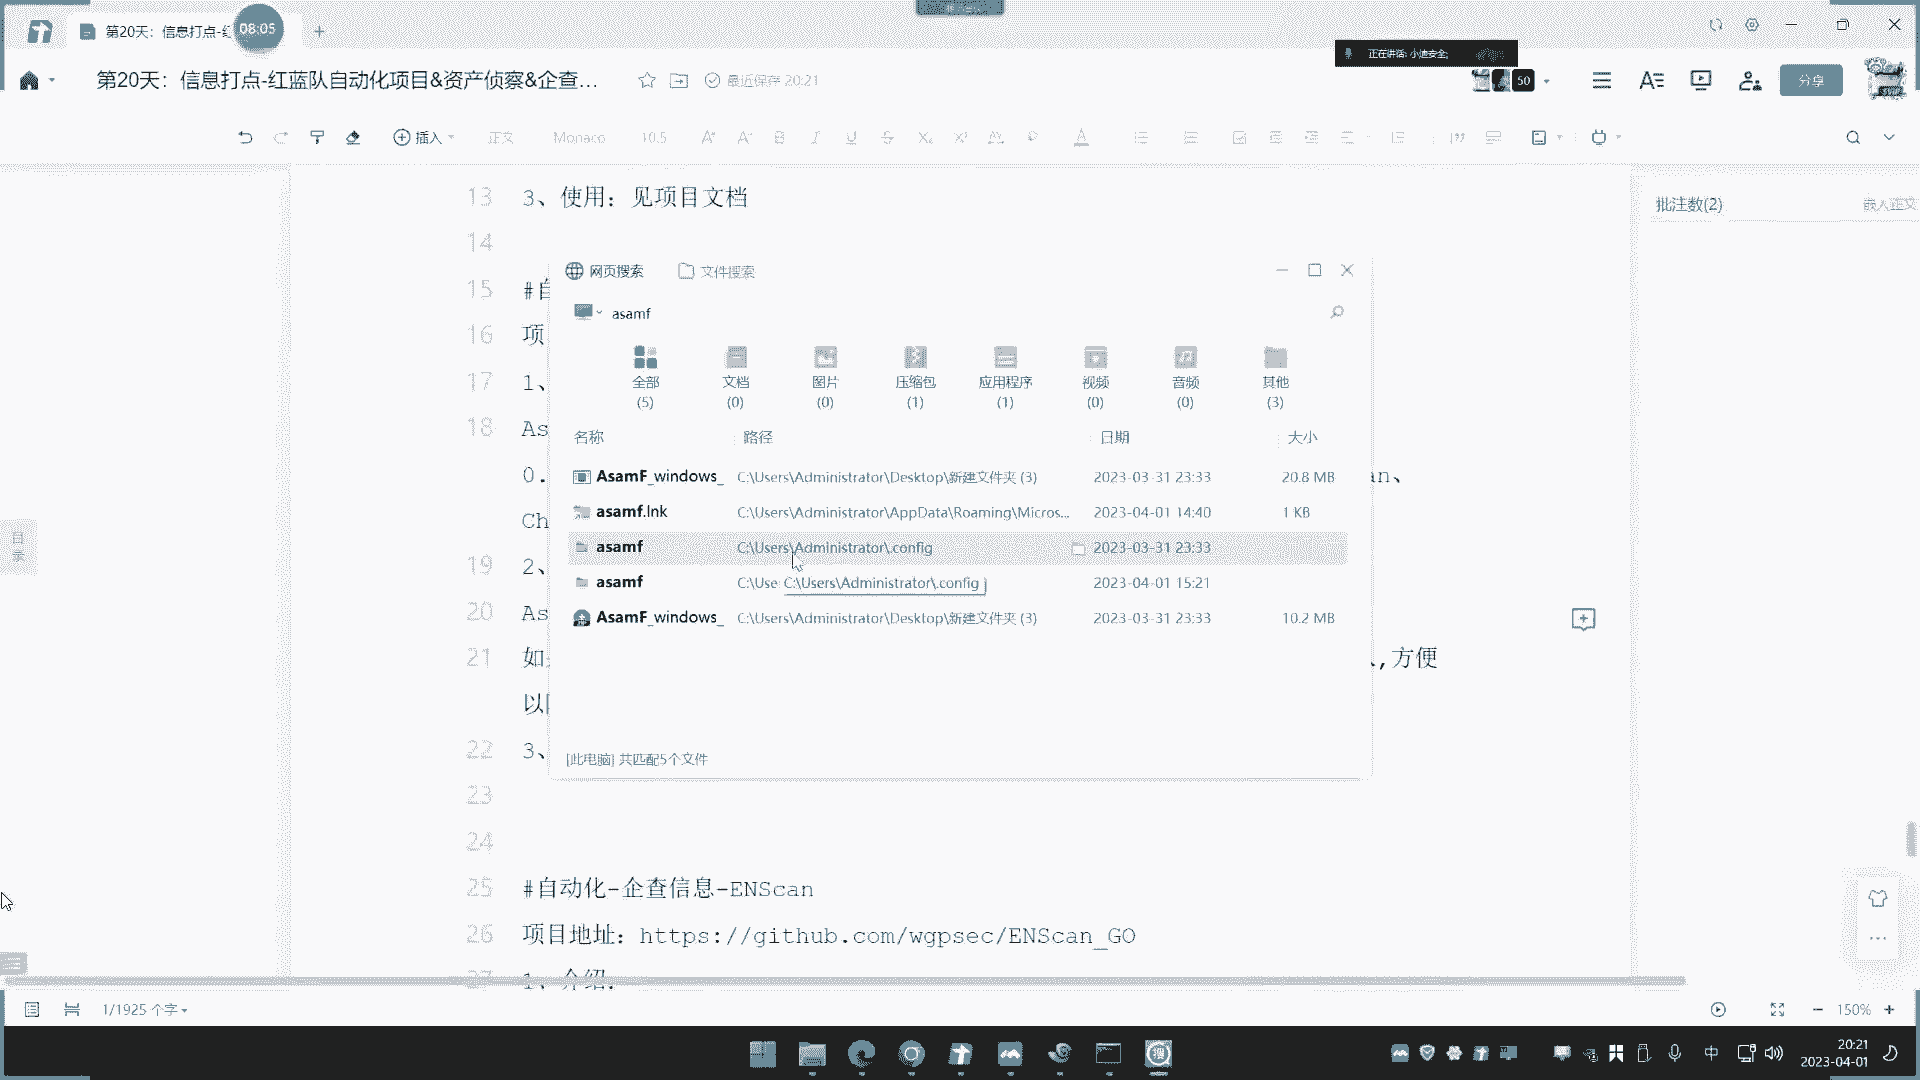 第20天：信息打点-红
08:05
正在讲话: 小迪安全;
第20天：信息打点-红蓝队自动化项目&资产侦察&企查...
最近保存 20:21
50
分享
插入
正文
Monaco
10.5
13 3、使用：见项目文档
批注数(2)
嵌入正文
14
15 #自
16 项
17 1、
18 As
0.
an、
Ch
19 2、
20 As
21 如
,方便
以
22 3、
23
24
25 #自动化-企查信息-ENScan
26 项目地址：https://github.com/wgpsec/ENScan_GO
27 1、介绍:
网页搜索 文件搜索
asamf
全部 文档 图片 压缩包 应用程序 视频 音频 其他
(5) (0) (0) (1) (1) (0) (0) (3)
名称 路径 日期 大小
AsamF_windows_ C:\Users\Administrator\Desktop\新建文件夹 (3) 2023-03-31 23:33 20.8 MB
asamf.lnk C:\Users\Administrator\AppData\Roaming\Micros... 2023-04-01 14:40 1 KB
asamf C:\Users\Administrator\.config 2023-03-31 23:33
asamf C:\Use C:\Users\Administrator\.config 2023-04-01 15:21
AsamF_windows_ C:\Users\Administrator\Desktop\新建文件夹 (3) 2023-03-31 23:33 10.2 MB
[此电脑] 共匹配5个文件
目录
1/1925 个字
150%
中
20:21
2023-04-01